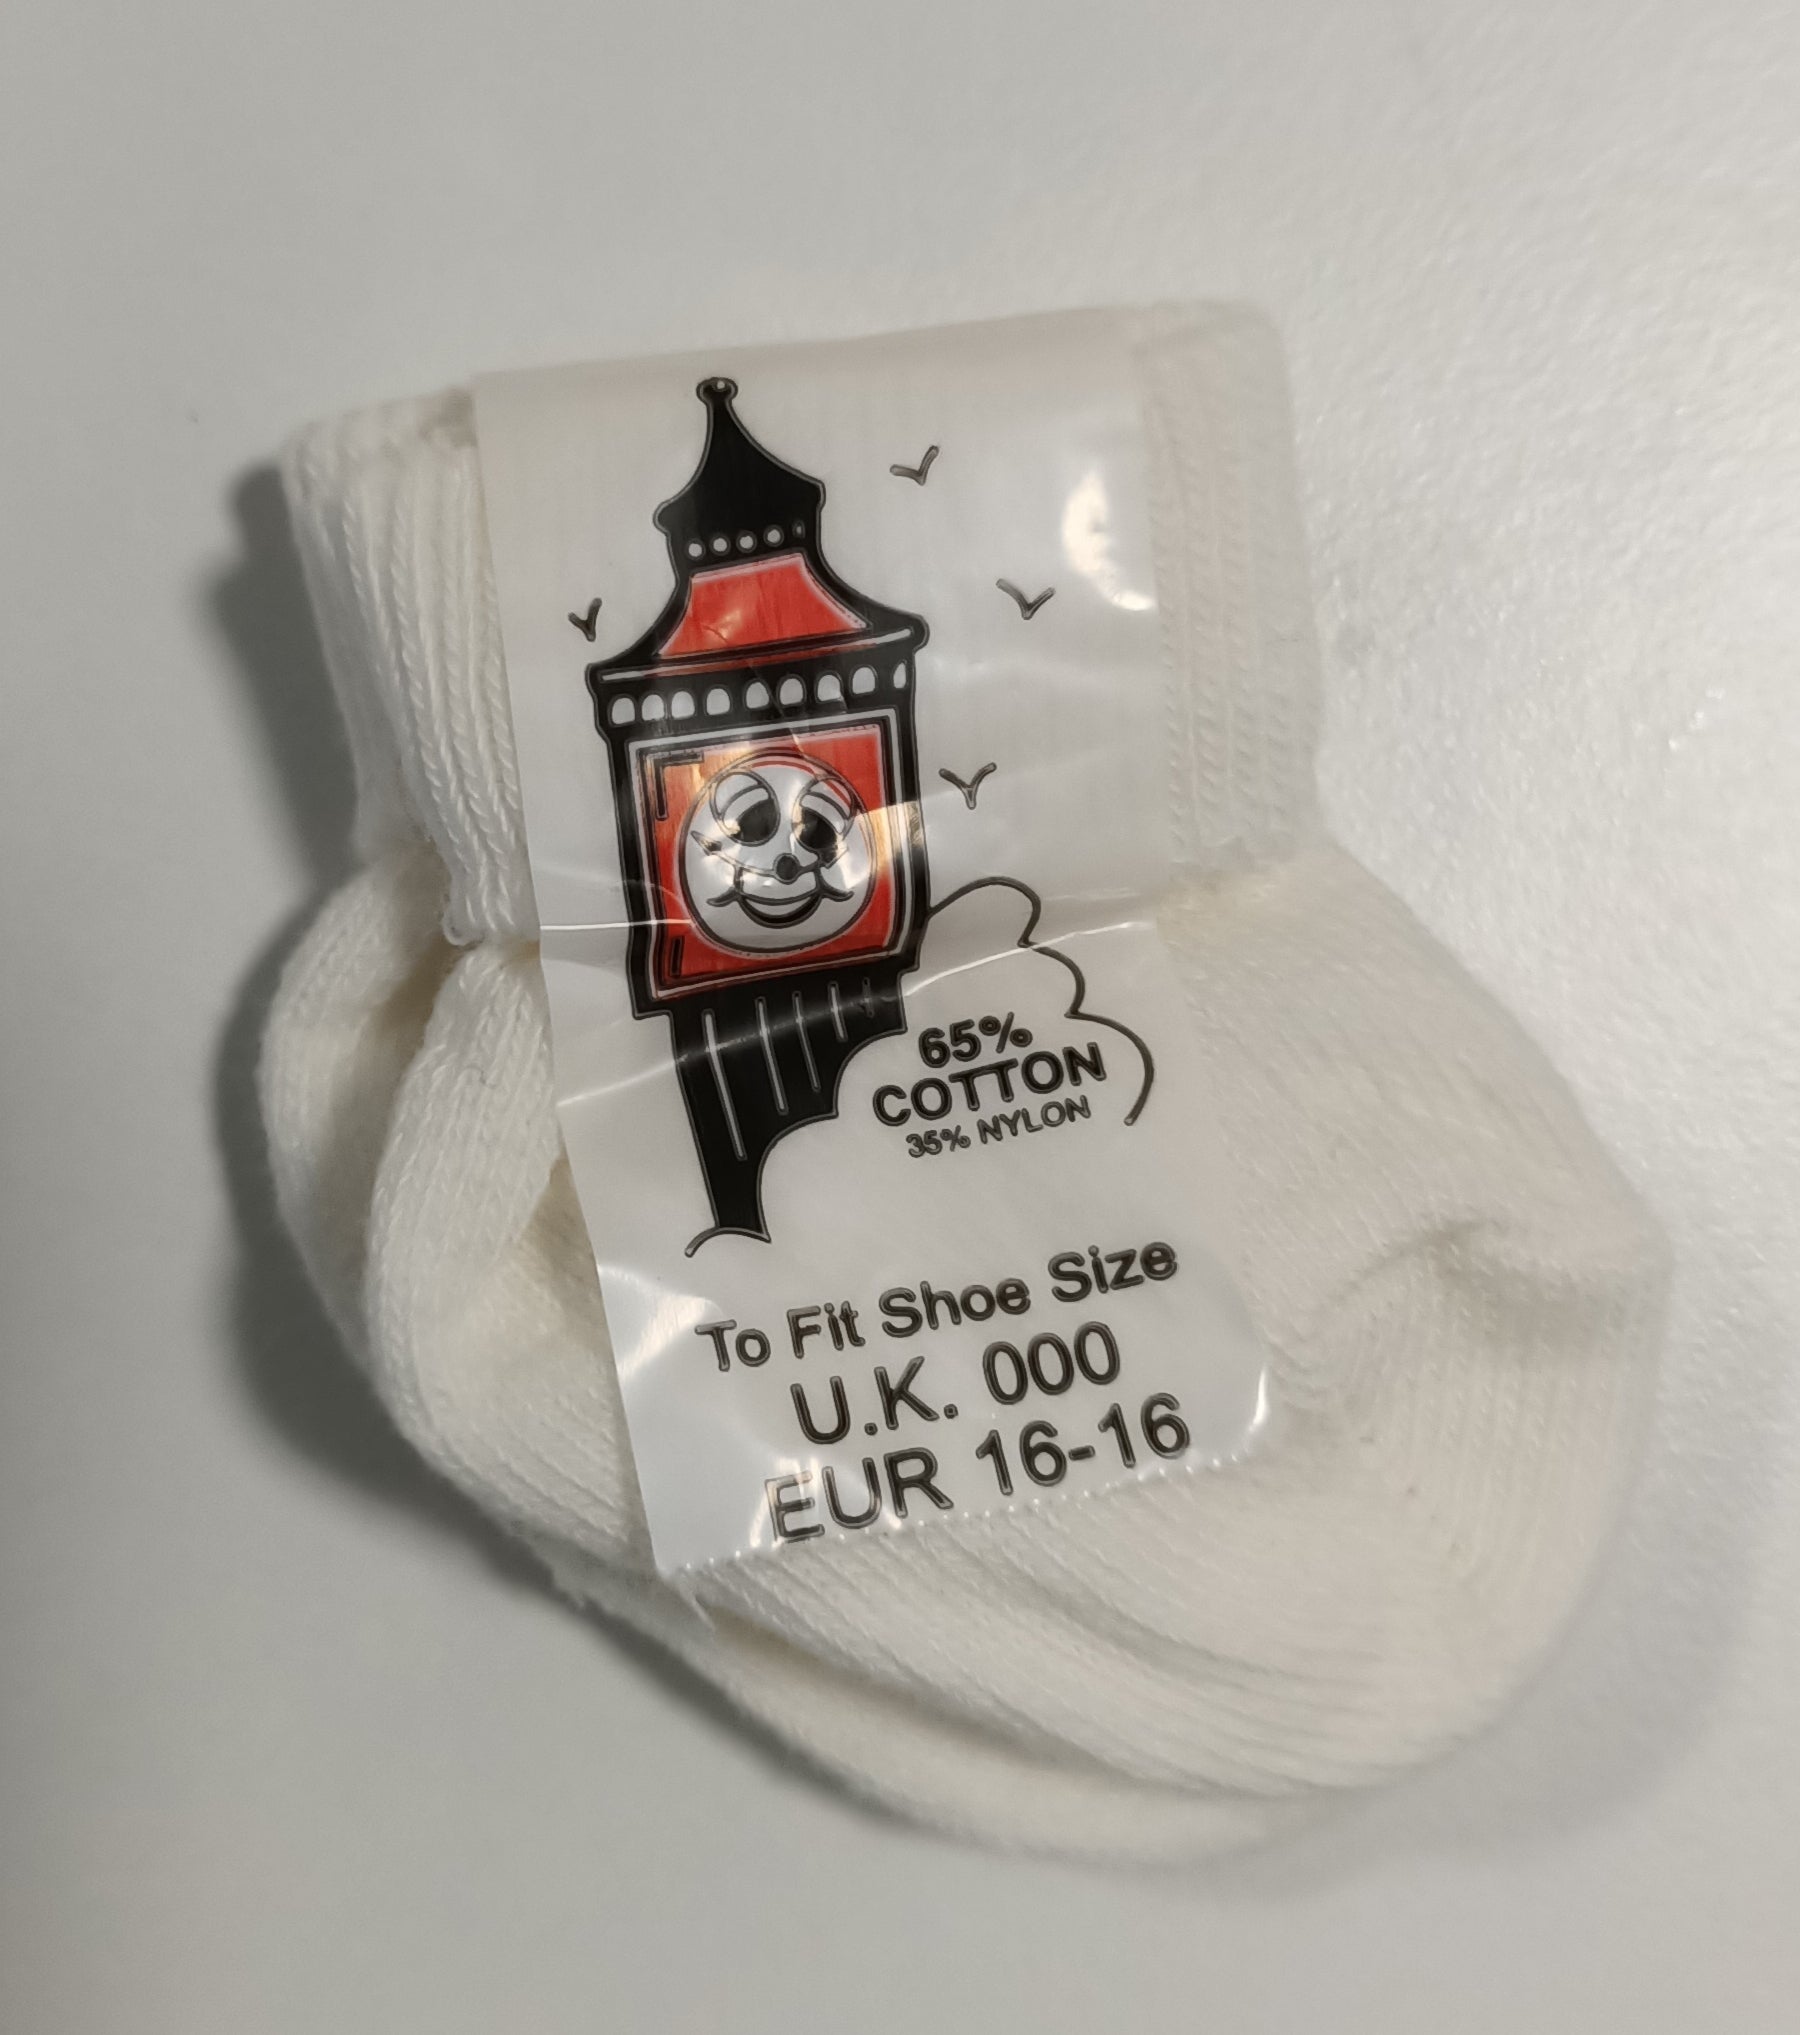 65%
COTTON
35% NYLON
To Fit Shoe Size
U.K. 000
EUR 16-16